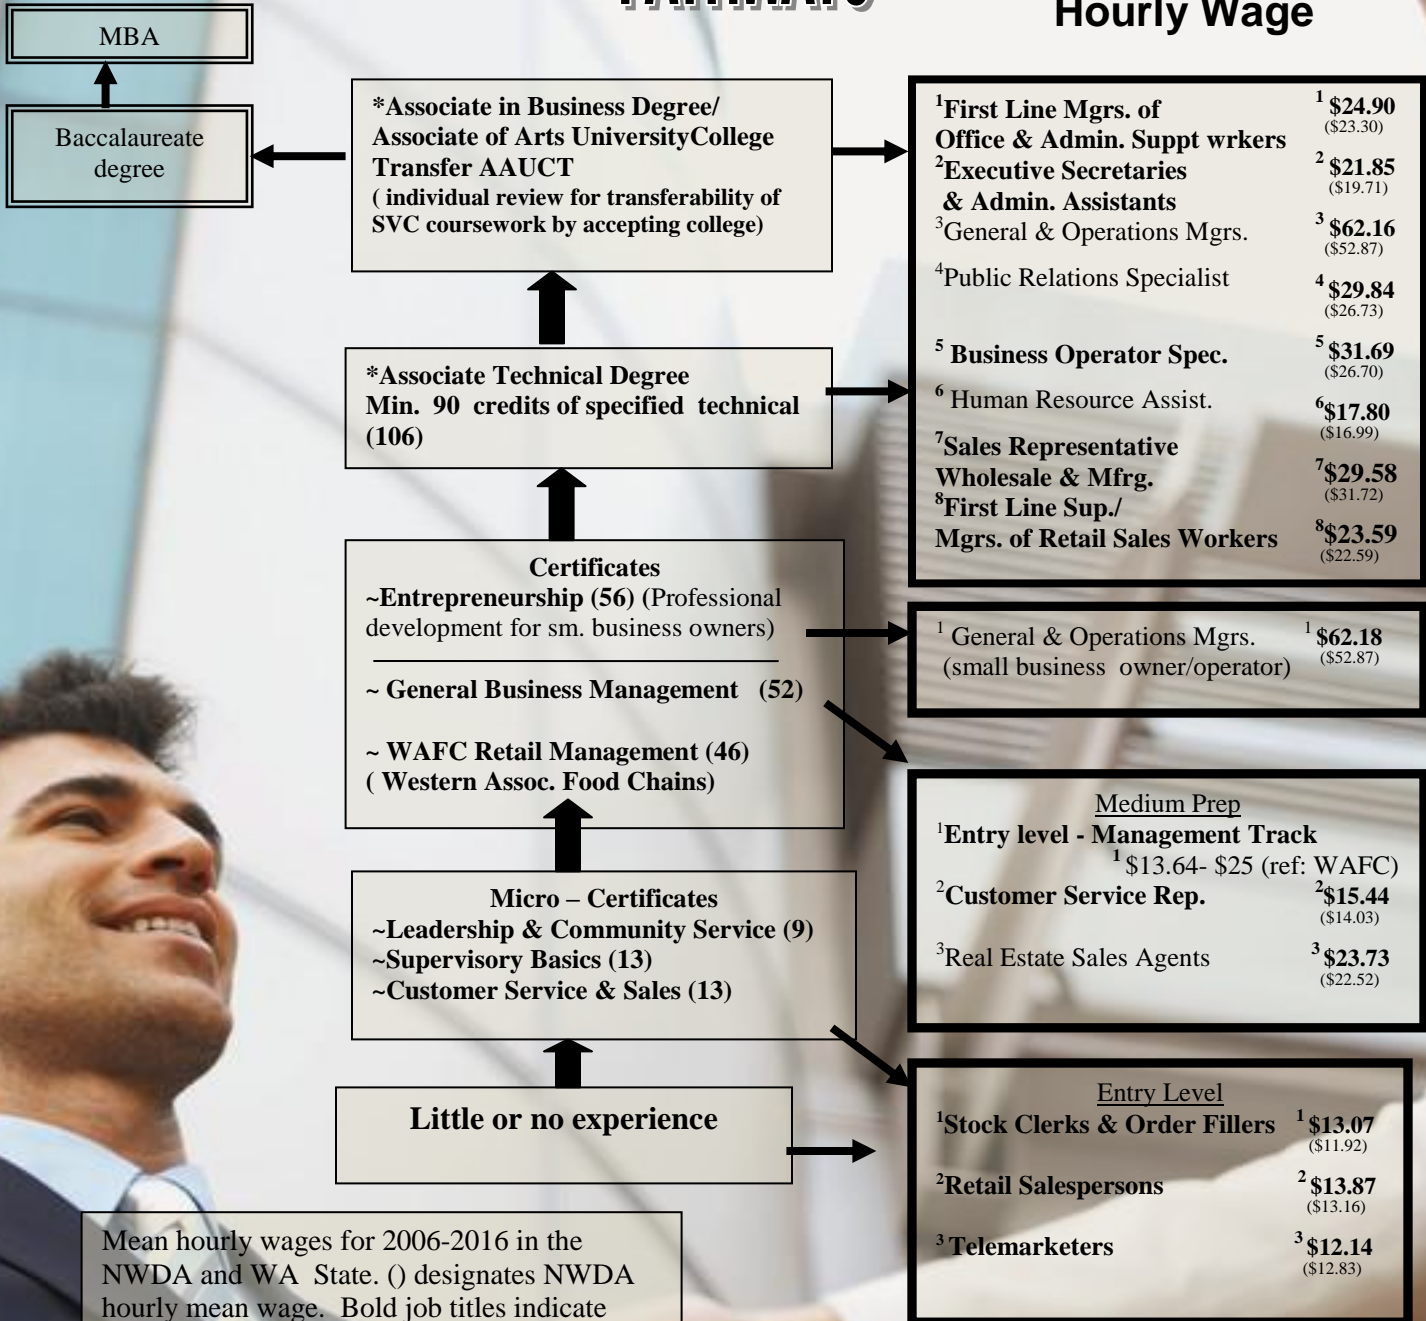 Hourly Wage
MBA
Baccalaureate
degree
*Associate in Business Degree/
Associate of Arts UniversityCollege
Transfer AAUCT
( individual review for transferability of
SVC coursework by accepting college)
*Associate Technical Degree
Min. 90 credits of specified technical
(106)
Certificates
~Entrepreneurship (56) (Professional
development for sm. business owners)
~ General Business Management (52)
~ WAFC Retail Management (46)
( Western Assoc. Food Chains)
Micro – Certificates
~Leadership & Community Service (9)
~Supervisory Basics (13)
~Customer Service & Sales (13)
Little or no experience
Mean hourly wages for 2006-2016 in the
NWDA and WA State. () designates NWDA
hourly mean wage. Bold job titles indicate
1First Line Mgrs. of 1 $24.90
($23.30)
Office & Admin. Suppt wrkers
2Executive Secretaries 2 $21.85
($19.71)
& Admin. Assistants
3General & Operations Mgrs. 3 $62.16
($52.87)
4Public Relations Specialist 4 $29.84
($26.73)
5 Business Operator Spec. 5 $31.69
($26.70)
6 Human Resource Assist. 6$17.80
($16.99)
7Sales Representative
Wholesale & Mfrg. 7$29.58
($31.72)
8First Line Sup./
Mgrs. of Retail Sales Workers 8$23.59
($22.59)
1 General & Operations Mgrs. 1 $62.18
(small business owner/operator) ($52.87)
Medium Prep
1Entry level - Management Track
1 $13.64- $25 (ref: WAFC)
2Customer Service Rep. 2$15.44
($14.03)
3Real Estate Sales Agents 3 $23.73
($22.52)
Entry Level
1Stock Clerks & Order Fillers 1 $13.07
($11.92)
2Retail Salespersons 2 $13.87
($13.16)
3 Telemarketers 3 $12.14
($12.83)